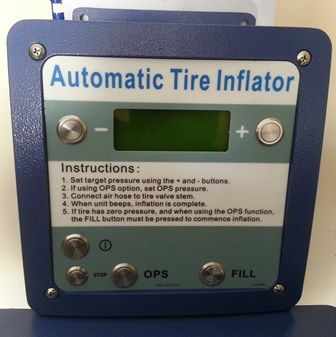 Automatic Tire Inflator
- +
Instructions:
1. Set target pressure using the + and - buttons.
2. If using OPS option, set OPS pressure.
3. Connect air hose to tire valve stem.
4. When unit beeps, inflation is complete.
5. If tire has zero pressure, and when using the OPS function,
the FILL button must be pressed to commence inflation.
STOP OPS FILL